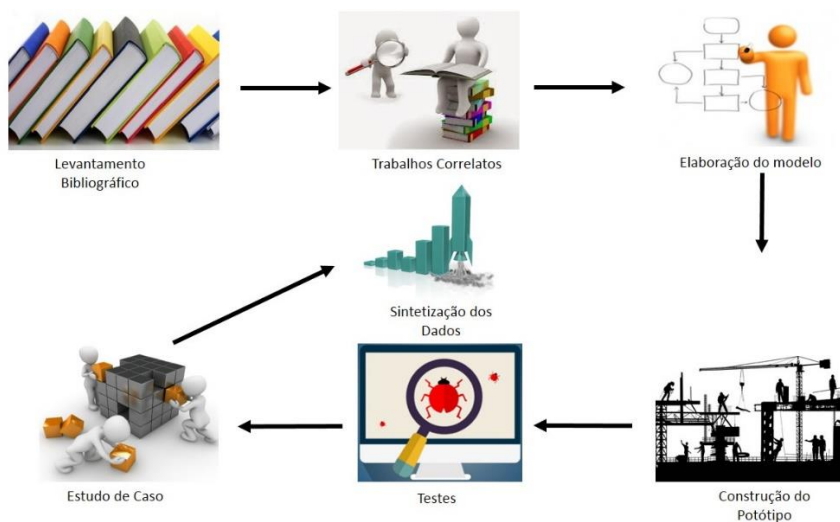 Levantamento
Bibliográfico
Trabalhos Correlatos
Elaboração do modelo
Sintetização dos
Dados
Estudo de Caso
Testes
Construção do
Potótipo